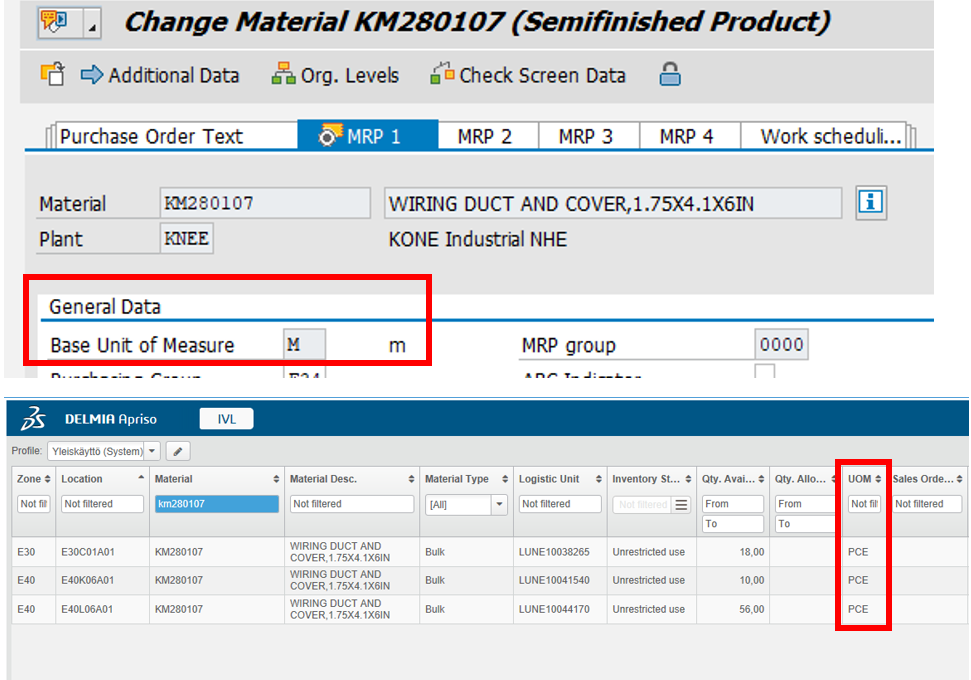 Change Material KM280107 (Semifinished Product)
Additional Data Org. Levels Check Screen Data
Purchase Order Text MRP 1 MRP 2 MRP 3 MRP 4 Work scheduli...
Material KM280107 WIRING DUCT AND COVER,1.75X4.1X6IN
Plant KNEE KONE Industrial NHE
General Data
Base Unit of Measure M m MRP group 0000
DELMIA Apriso IVL
Profile: Yleiskäyttö (System)
Zone Location Material Material Desc. Material Type Logistic Unit Inventory St... Qty. Avai... Qty. Allo... UOM Sales Orde...
Not fil Not filtered km280107 Not filtered [All] Not filtered Not filtered From From Not fil Not filtered
To To
E30 E30C01A01 KM280107 WIRING DUCT AND COVER,1.75X4.1X6IN Bulk LUNE10038265 Unrestricted use 18,00 PCE
E40 E40K06A01 KM280107 WIRING DUCT AND COVER,1.75X4.1X6IN Bulk LUNE10041540 Unrestricted use 10,00 PCE
E40 E40L06A01 KM280107 WIRING DUCT AND COVER,1.75X4.1X6IN Bulk LUNE10044170 Unrestricted use 56,00 PCE